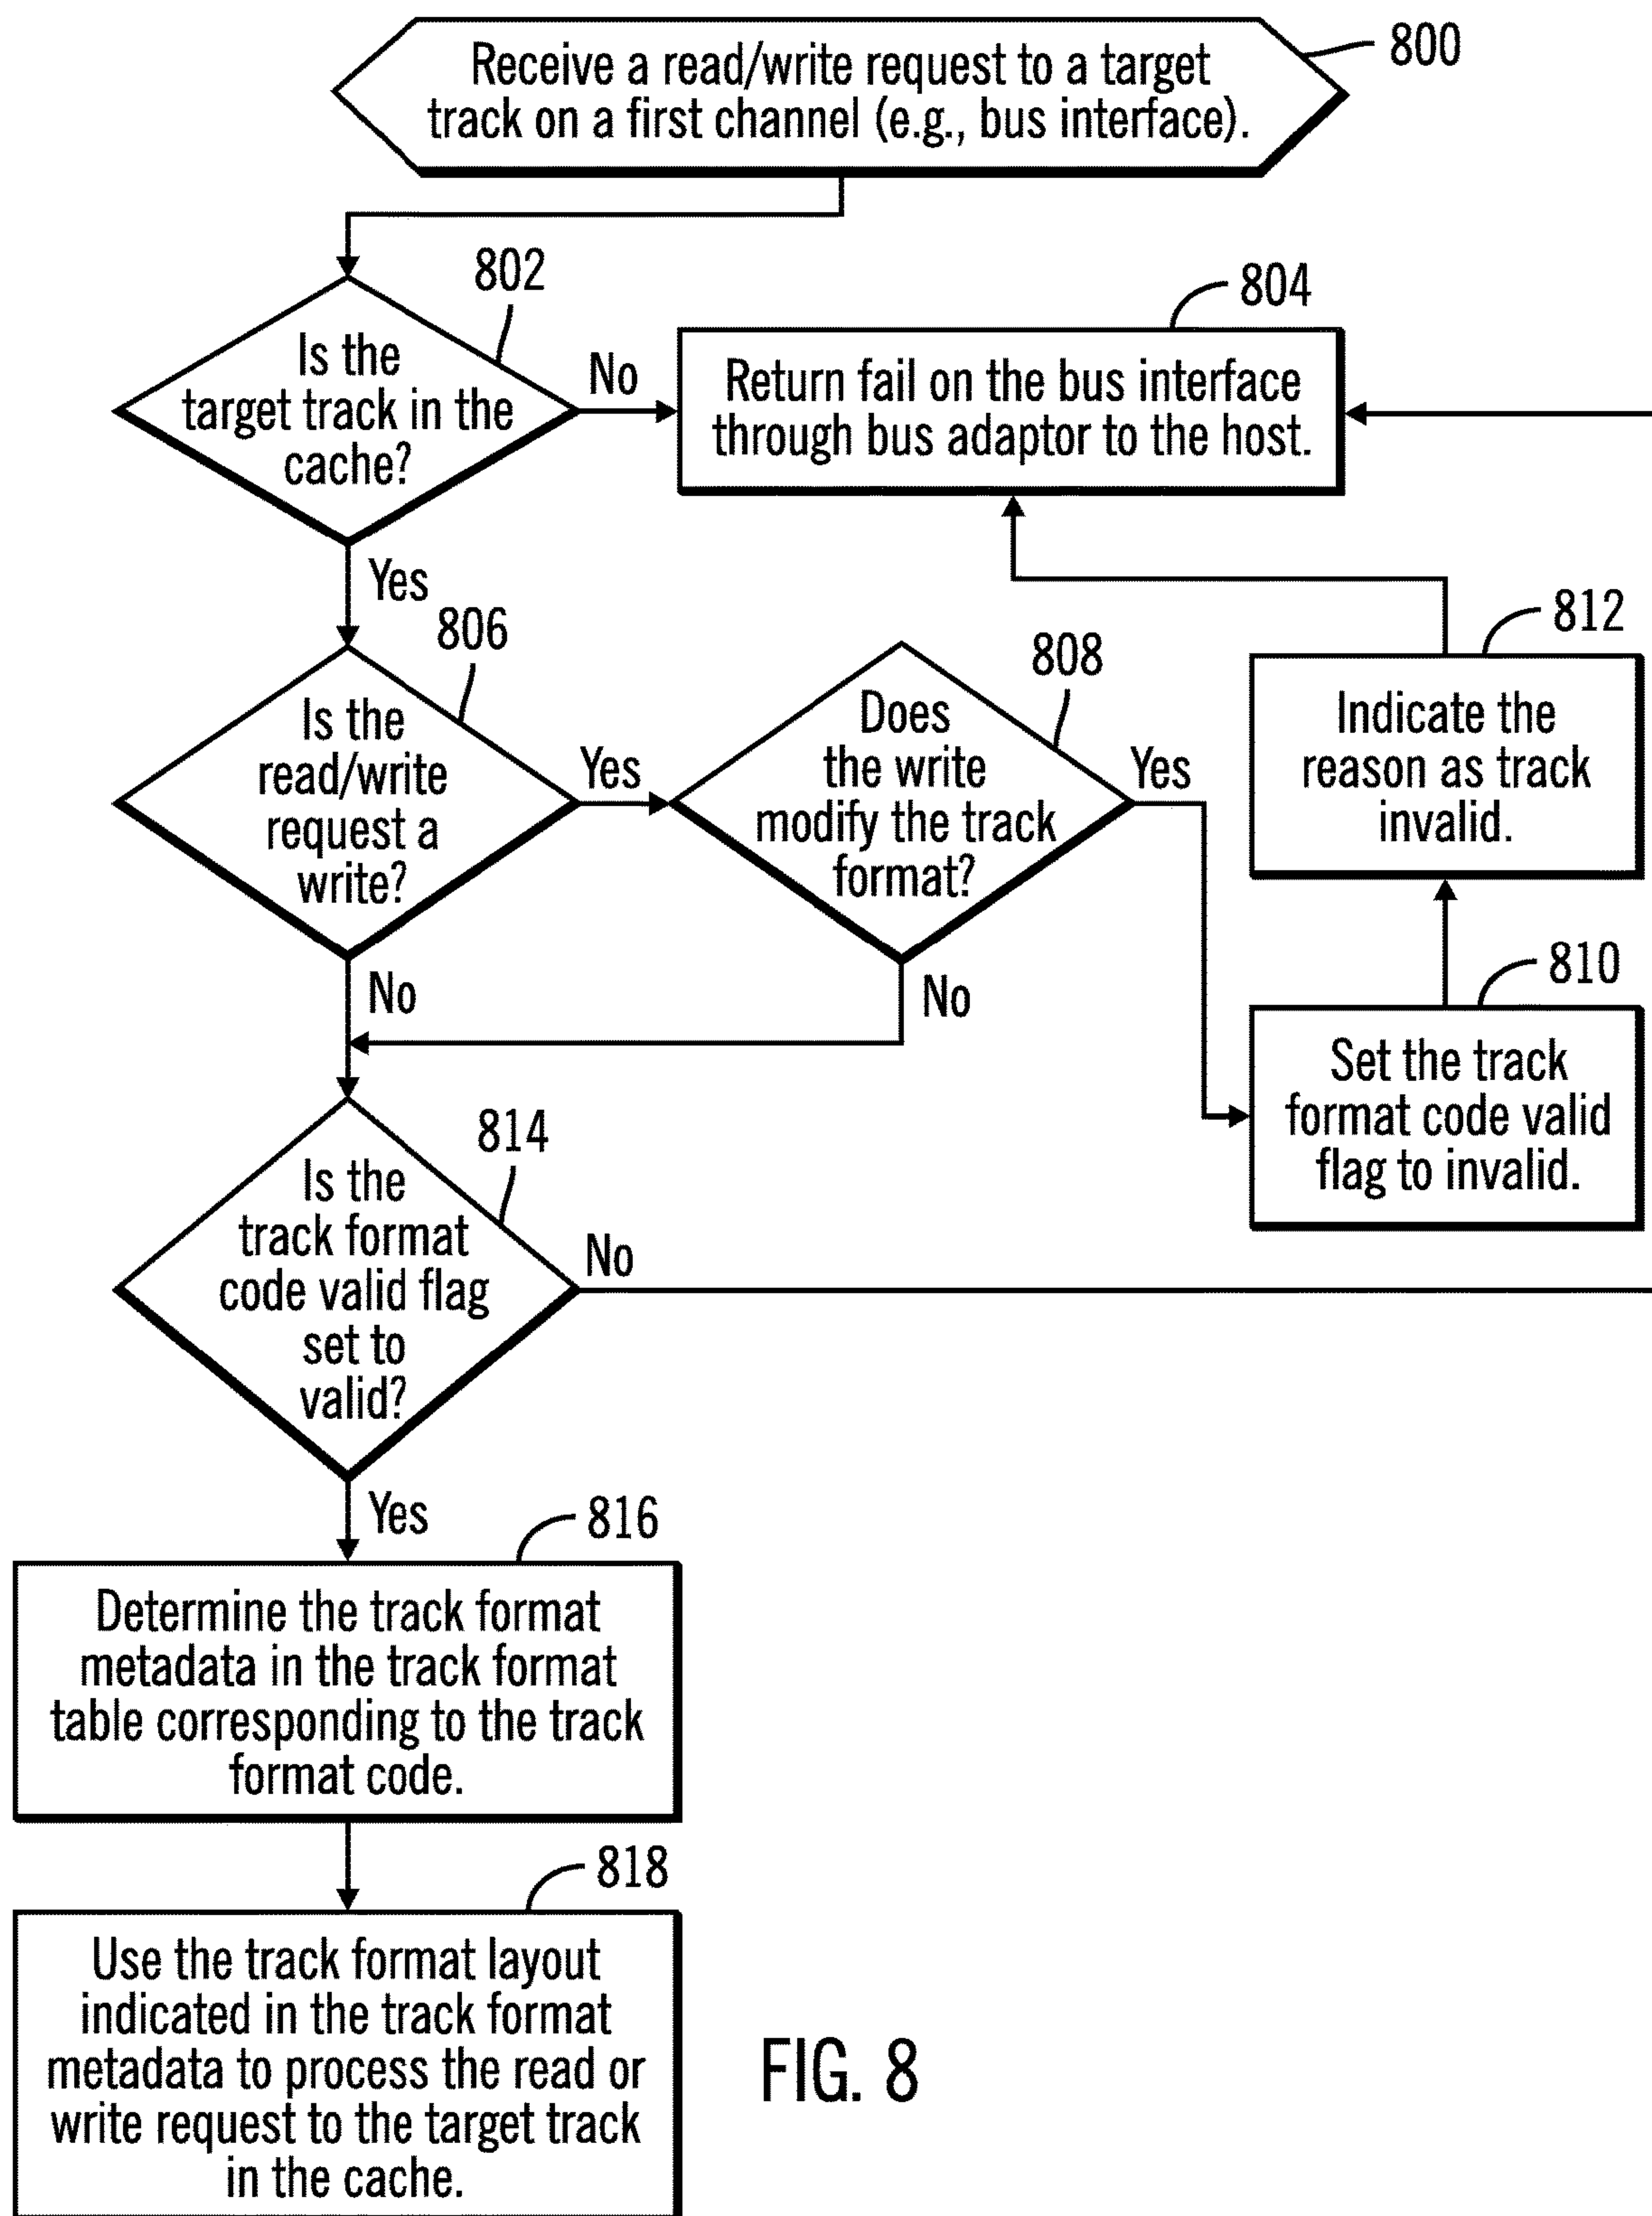 Receive a read/write request to a target
track on a first channel (e.g., bus interface).
800
802
Is the
target track in the
cache?
No
804
Return fail on the bus interface
through bus adaptor to the host.
Yes
806
Is the
read/write
request a
write?
Yes
808
Does
the write
modify the track
format?
Yes
812
Indicate the
reason as track
invalid.
No
No
810
Set the track
format code valid
flag to invalid.
814
Is the
track format
code valid flag
set to
valid?
No
Yes
816
Determine the track format
metadata in the track format
table corresponding to the track
format code.
818
Use the track format layout
indicated in the track format
metadata to process the read or
write request to the target track
in the cache.
FIG. 8